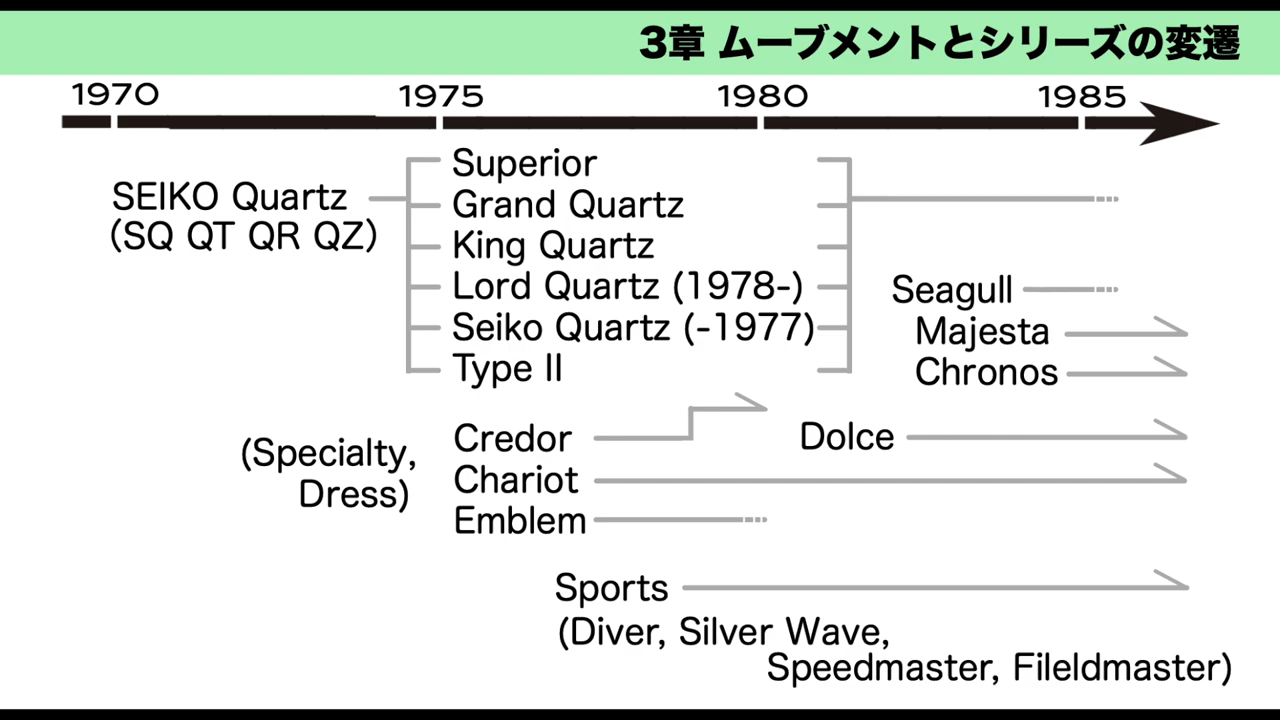 3章 ムーブメントとシリーズの変遷
1970 1975 1980 1985
SEIKO Quartz
(SQ QT QR QZ)
Superior
Grand Quartz
King Quartz
Lord Quartz (1978-)
Seiko Quartz (-1977)
Type II
Seagull
Majesta
Chronos
(Specialty,
Dress)
Credor
Chariot
Emblem
Dolce
Sports
(Diver, Silver Wave,
Speedmaster, Fileldmaster)